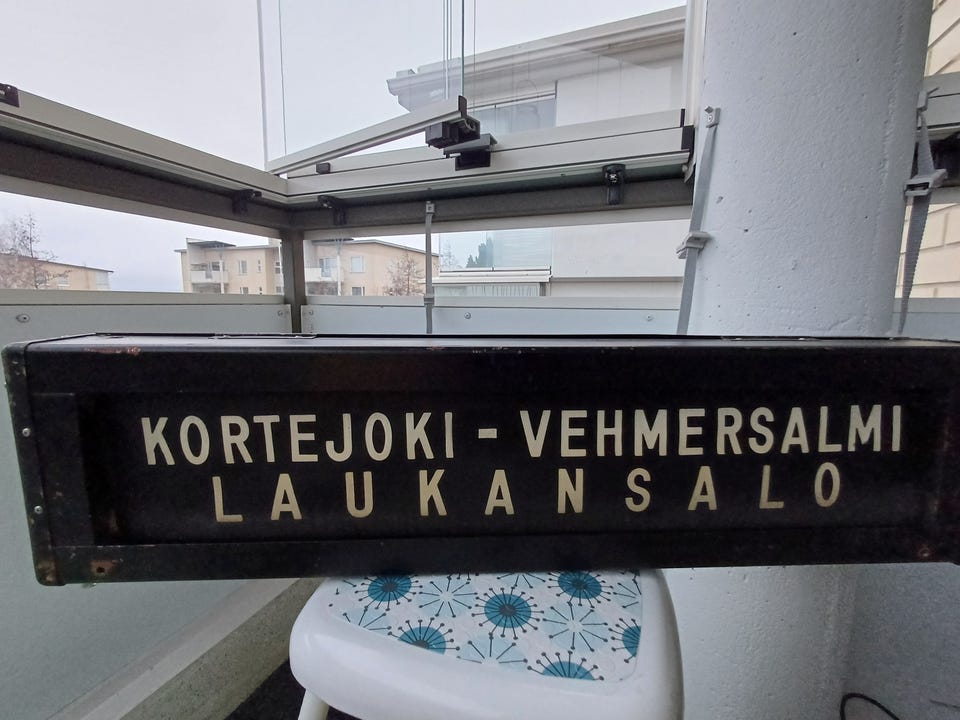 KORTEJOKI - VEHMERSALMI
LAUKANSALO